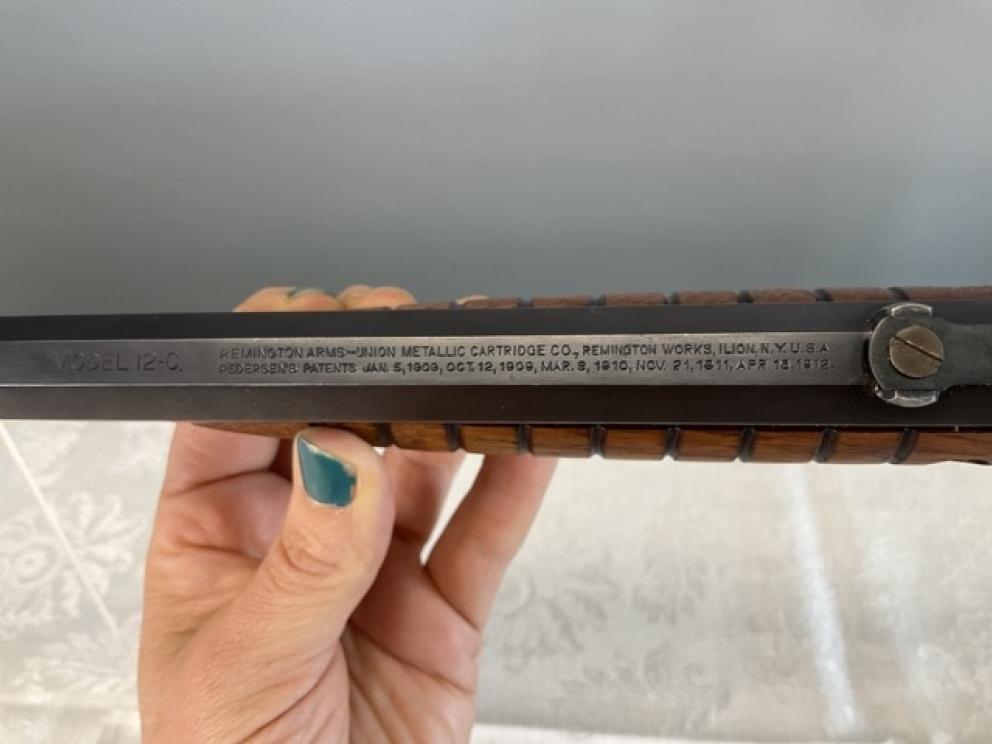 MODEL 12-C.
REMINGTON ARMS-UNION METALLIC CARTRIDGE CO., REMINGTON WORKS, ILION, N.Y. U.S.A.
PEDERSEN'S PATENTS JAN. 5, 1909, OCT. 12, 1909, MAR. 8, 1910, NOV. 21, 1911, APR. 16, 1912.